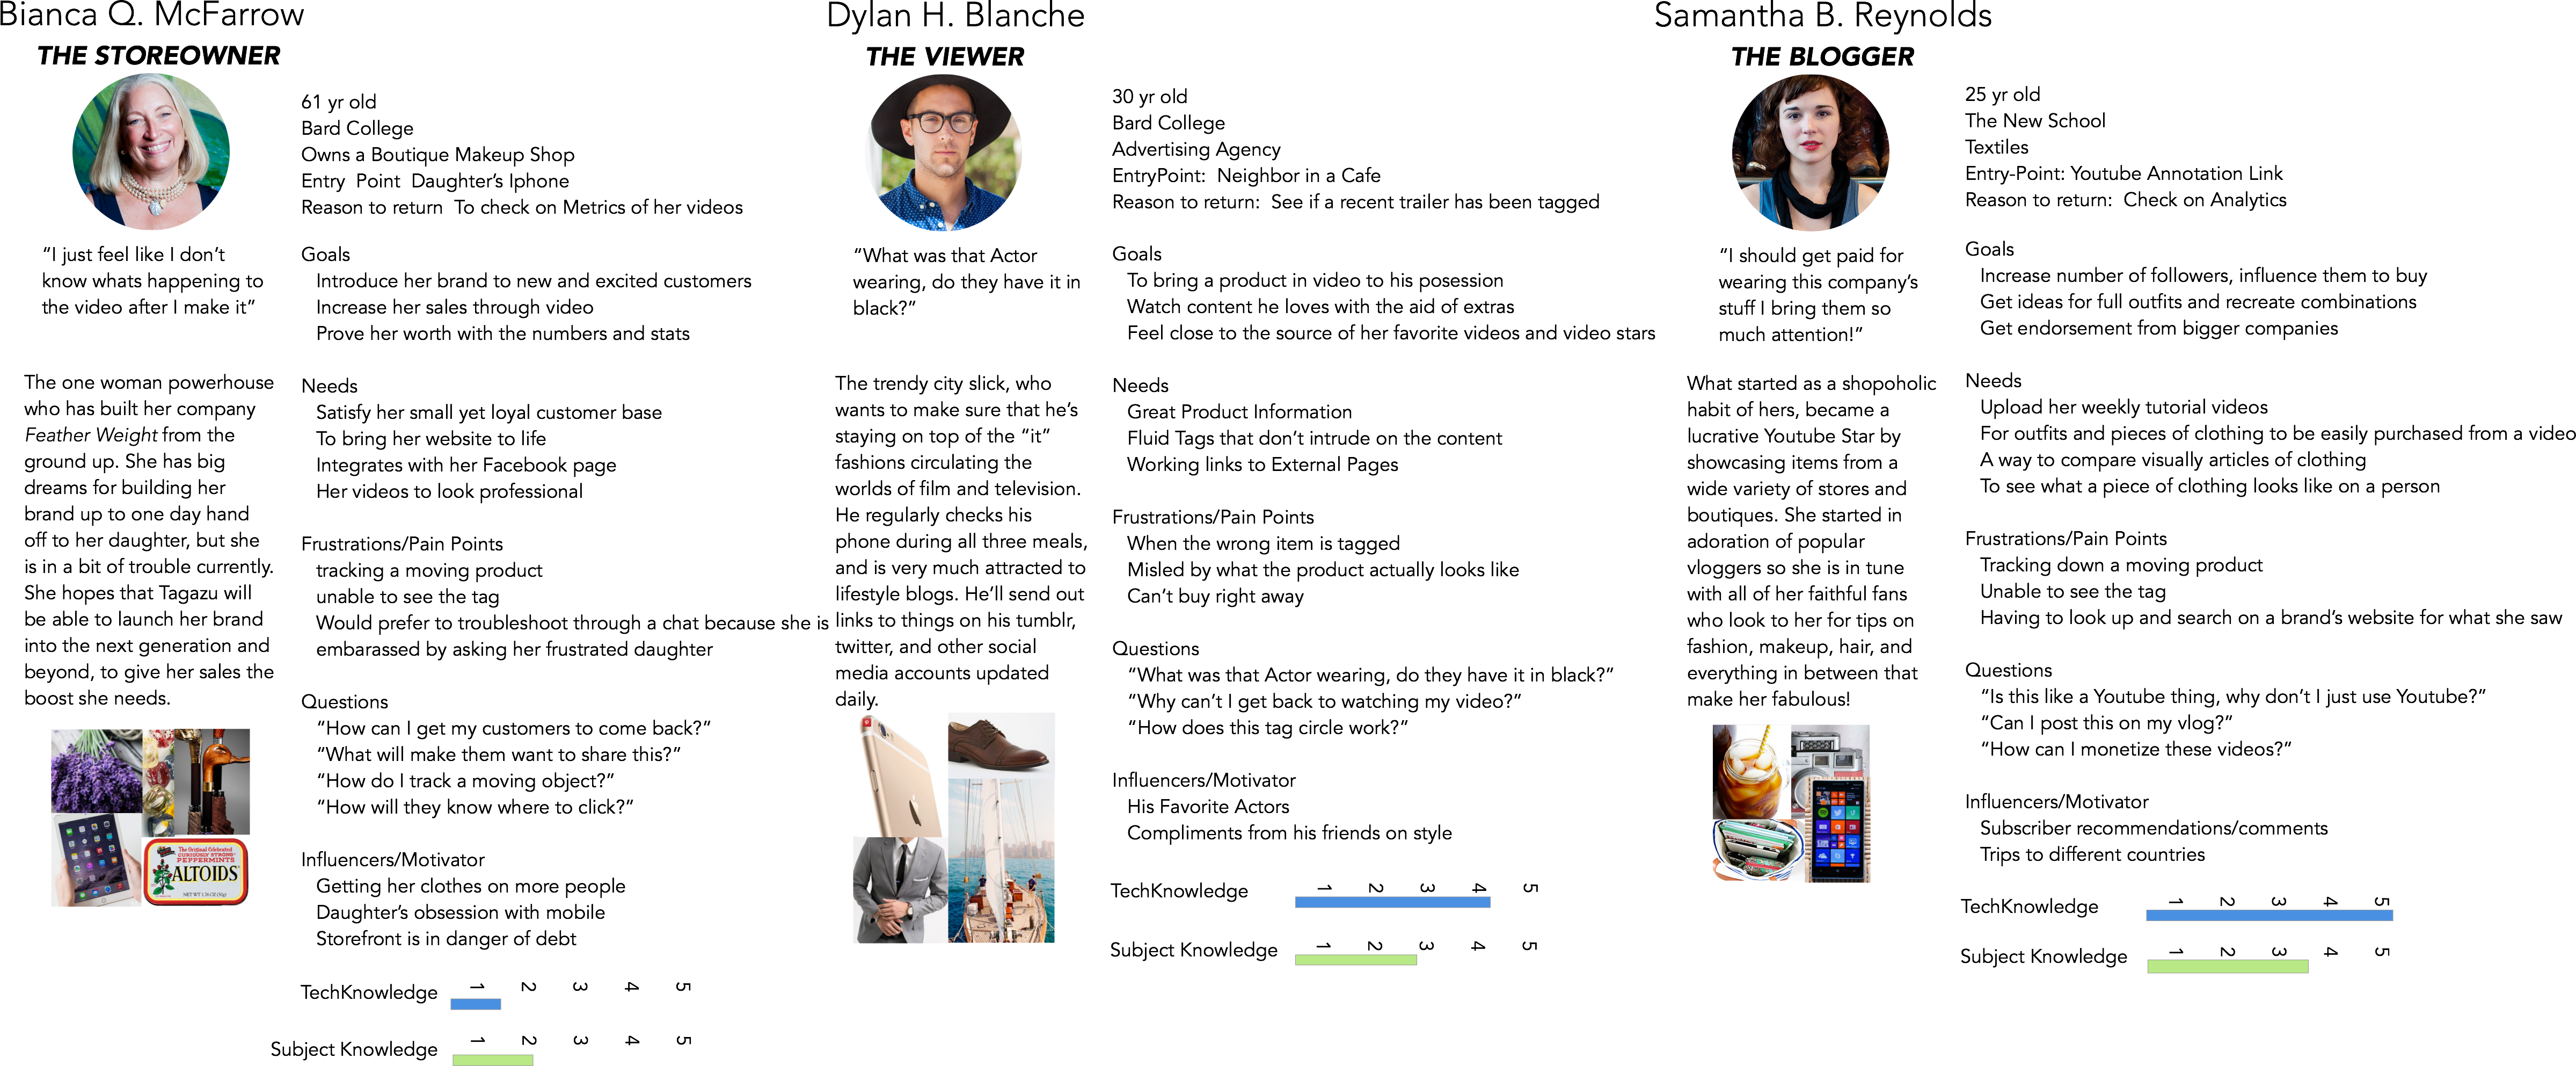 Bianca Q. McFarrow
THE STOREOWNER
61 yr old
Bard College
Owns a Boutique Makeup Shop
Entry Point Daughter’s Iphone
Reason to return To check on Metrics of her videos
“I just feel like I don’t
know whats happening to
the video after I make it”
Goals
Introduce her brand to new and excited customers
Increase her sales through video
Prove her worth with the numbers and stats
The one woman powerhouse
who has built her company
Feather Weight from the
ground up. She has big
dreams for building her
brand up to one day hand
off to her daughter, but she
is in a bit of trouble currently.
She hopes that Tagazu will
be able to launch her brand
into the next generation and
beyond, to give her sales the
boost she needs.
Needs
Satisfy her small yet loyal customer base
To bring her website to life
Integrates with her Facebook page
Her videos to look professional
Frustrations/Pain Points
tracking a moving product
unable to see the tag
Would prefer to troubleshoot through a chat because she is
embarassed by asking her frustrated daughter
Questions
“How can I get my customers to come back?”
“What will make them want to share this?”
“How do I track a moving object?”
“How will they know where to click?”
Influencers/Motivator
Getting her clothes on more people
Daughter’s obsession with mobile
Storefront is in danger of debt
The Original Celebrated
CURIOUSLY STRONG
PEPPERMINTS
ALTOIDS
TechKnowledge 1 2 3 4 5
Subject Knowledge 1 2 3 4 5
Dylan H. Blanche
THE VIEWER
30 yr old
Bard College
Advertising Agency
EntryPoint: Neighbor in a Cafe
Reason to return: See if a recent trailer has been tagged
“What was that Actor
wearing, do they have it in
black?”
Goals
To bring a product in video to his posession
Watch content he loves with the aid of extras
Feel close to the source of her favorite videos and video stars
The trendy city slick, who
wants to make sure that he’s
staying on top of the “it”
fashions circulating the
worlds of film and television.
He regularly checks his
phone during all three meals,
and is very much attracted to
lifestyle blogs. He’ll send out
links to things on his tumblr,
twitter, and other social
media accounts updated
daily.
Needs
Great Product Information
Fluid Tags that don’t intrude on the content
Working links to External Pages
Frustrations/Pain Points
When the wrong item is tagged
Misled by what the product actually looks like
Can’t buy right away
Questions
“What was that Actor wearing, do they have it in black?”
“Why can’t I get back to watching my video?”
“How does this tag circle work?”
Influencers/Motivator
His Favorite Actors
Compliments from his friends on style
TechKnowledge 1 2 3 4 5
Subject Knowledge 1 2 3 4 5
Samantha B. Reynolds
THE BLOGGER
25 yr old
The New School
Textiles
Entry-Point: Youtube Annotation Link
Reason to return: Check on Analytics
“I should get paid for
wearing this company’s
stuff I bring them so
much attention!”
Goals
Increase number of followers, influence them to buy
Get ideas for full outfits and recreate combinations
Get endorsement from bigger companies
What started as a shopoholic
habit of hers, became a
lucrative Youtube Star by
showcasing items from a
wide variety of stores and
boutiques. She started in
adoration of popular
vloggers so she is in tune
with all of her faithful fans
who look to her for tips on
fashion, makeup, hair, and
everything in between that
make her fabulous!
Needs
Upload her weekly tutorial videos
For outfits and pieces of clothing to be easily purchased from a video
A way to compare visually articles of clothing
To see what a piece of clothing looks like on a person
Frustrations/Pain Points
Tracking down a moving product
Unable to see the tag
Having to look up and search on a brand’s website for what she saw
Questions
“Is this like a Youtube thing, why don’t I just use Youtube?”
“Can I post this on my vlog?”
“How can I monetize these videos?”
Influencers/Motivator
Subscriber recommendations/comments
Trips to different countries
TechKnowledge 1 2 3 4 5
Subject Knowledge 1 2 3 4 5